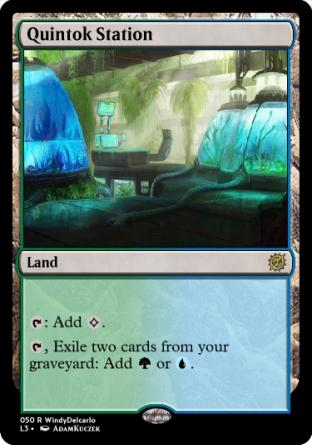 Quintok Station
Land
: Add .
, Exile two cards from your
graveyard: Add or .
050 R WindyDelcarlo
L3 • AdamKuczek